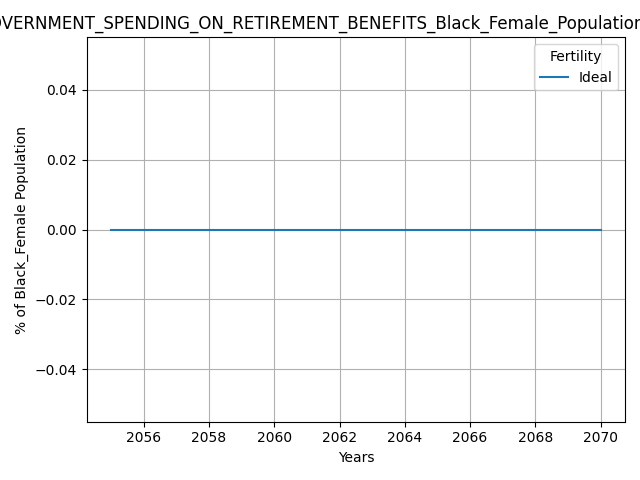 OVERNMENT_SPENDING_ON_RETIREMENT_BENEFITS_Black_Female_Population
Fertility
Ideal
0.04
0.02
0.00
−0.02
−0.04
% of Black_Female Population
2056 2058 2060 2062 2064 2066 2068 2070
Years